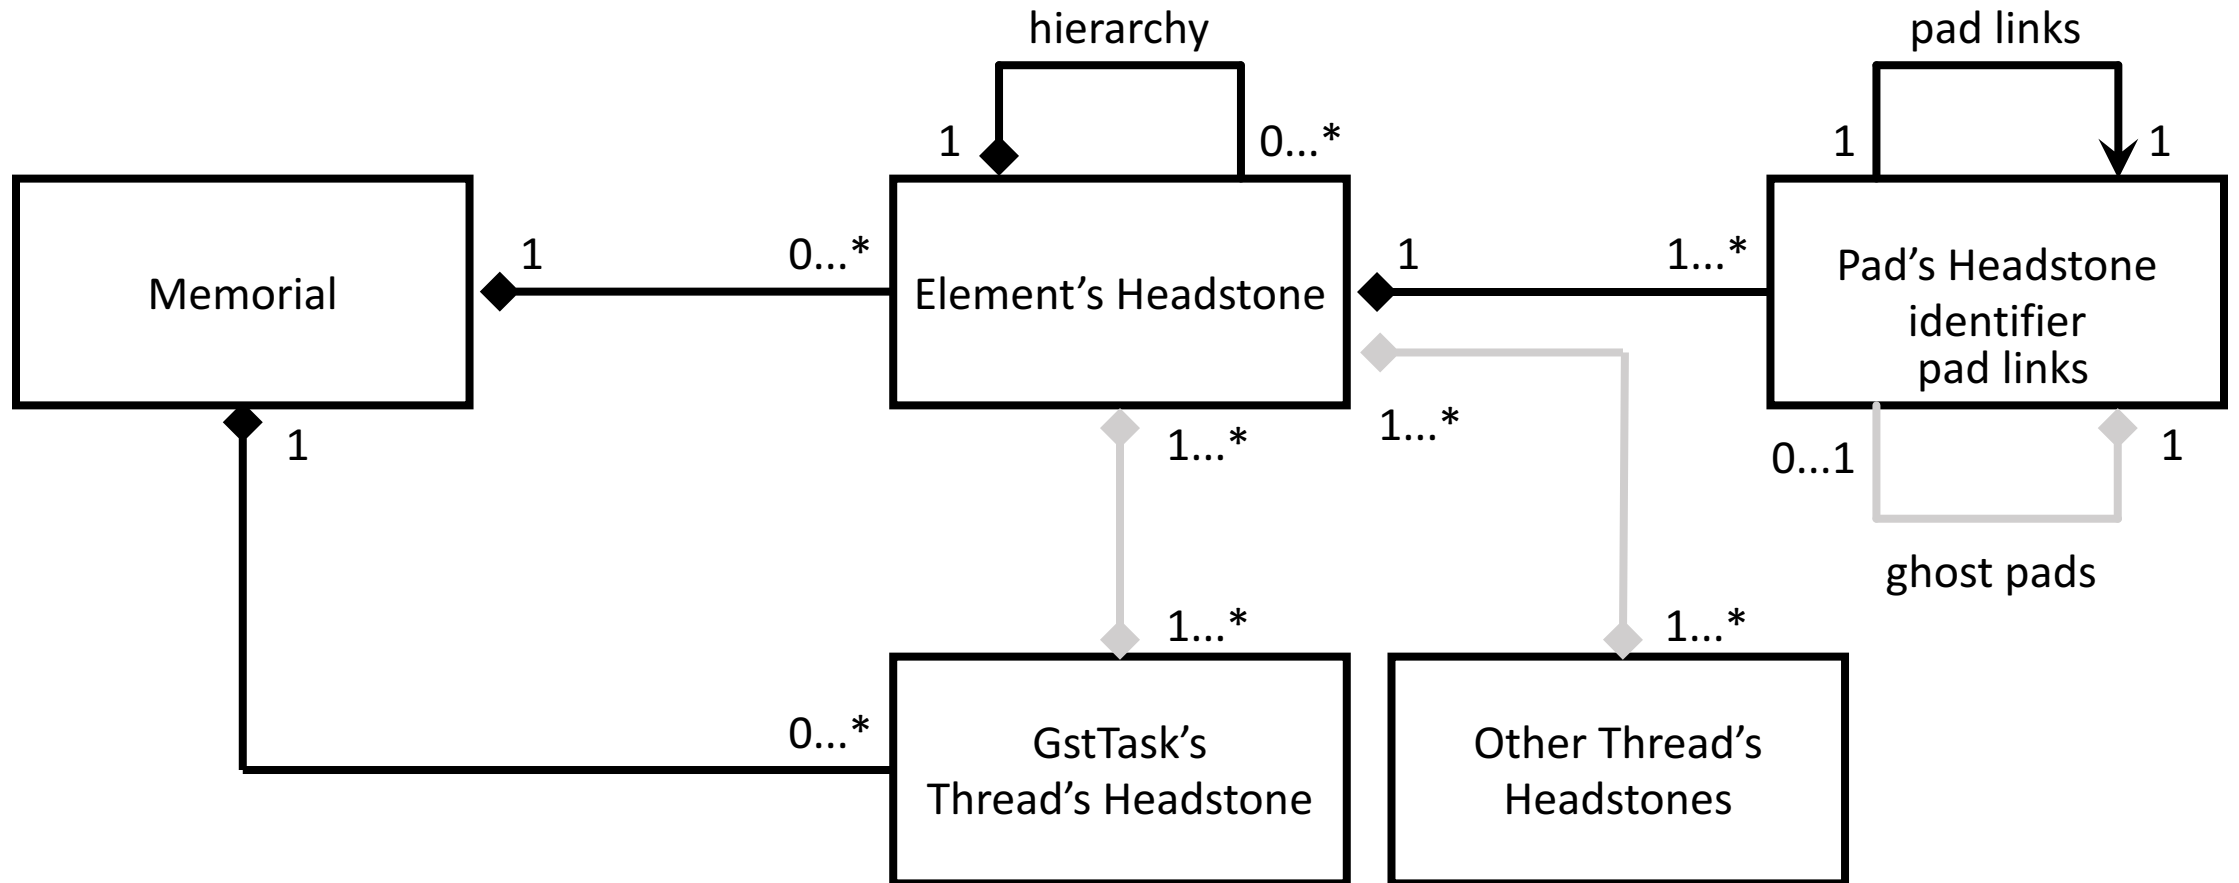 hierarchy
pad links
1
0...*
1
1
Memorial
1
0...*
Element’s Headstone
1
1...*
Pad’s Headstone
identifier
pad links
1
1...*
1...*
0...1
1
ghost pads
1...*
1...*
0...*
GstTask’s
Thread’s Headstone
Other Thread’s
Headstones